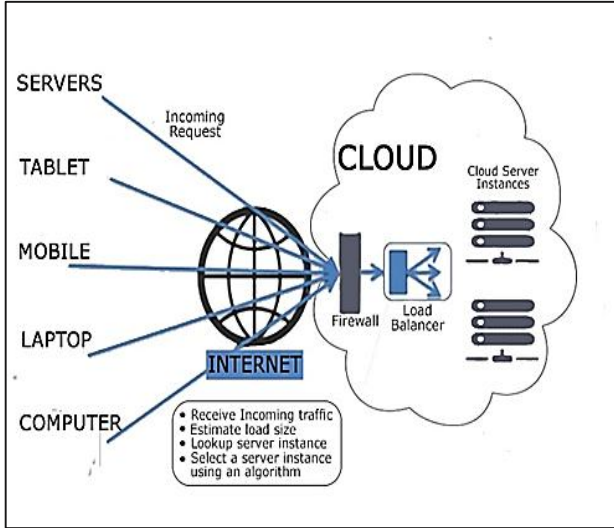 SERVERS
Incoming
Request
TABLET
CLOUD
Cloud Server
Instances
MOBILE
Firewall
Load
Balancer
LAPTOP
INTERNET
COMPUTER
• Receive Incoming traffic
• Estimate load size
• Lookup server instance
• Select a server instance
using an algorithm